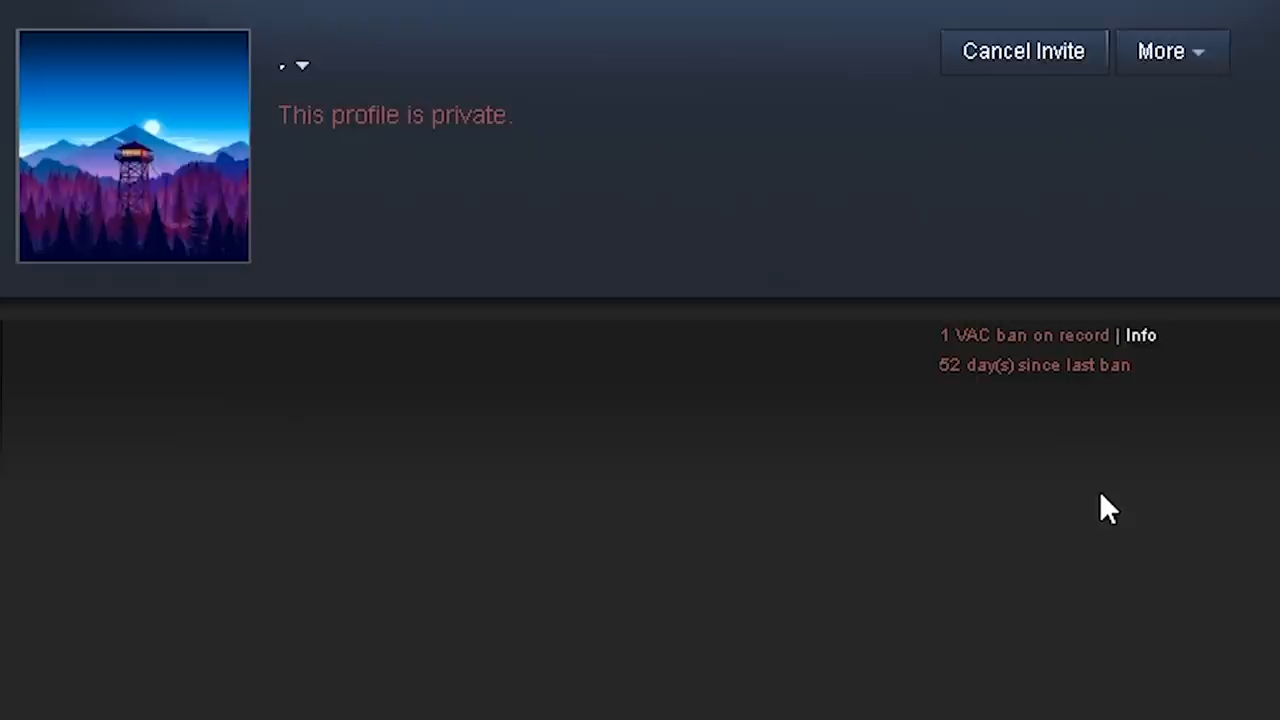 .
Cancel Invite
More
This profile is private.
1 VAC ban on record | Info
52 day(s) since last ban